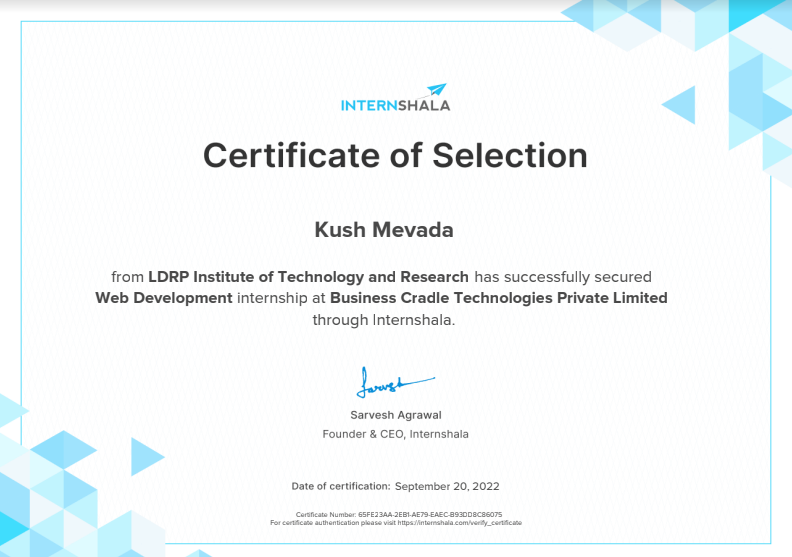 INTERNSHALA
Certificate of Selection
Kush Mevada
from LDRP Institute of Technology and Research has successfully secured
Web Development internship at Business Cradle Technologies Private Limited
through Internshala.
Sarvesh
Sarvesh Agrawal
Founder & CEO, Internshala
Date of certification: September 20, 2022
Certificate Number: 65FE23AA-2EB1-AE79-EAEC-B93DD8C86075
For certificate authentication please visit https://internshala.com/verify_certificate